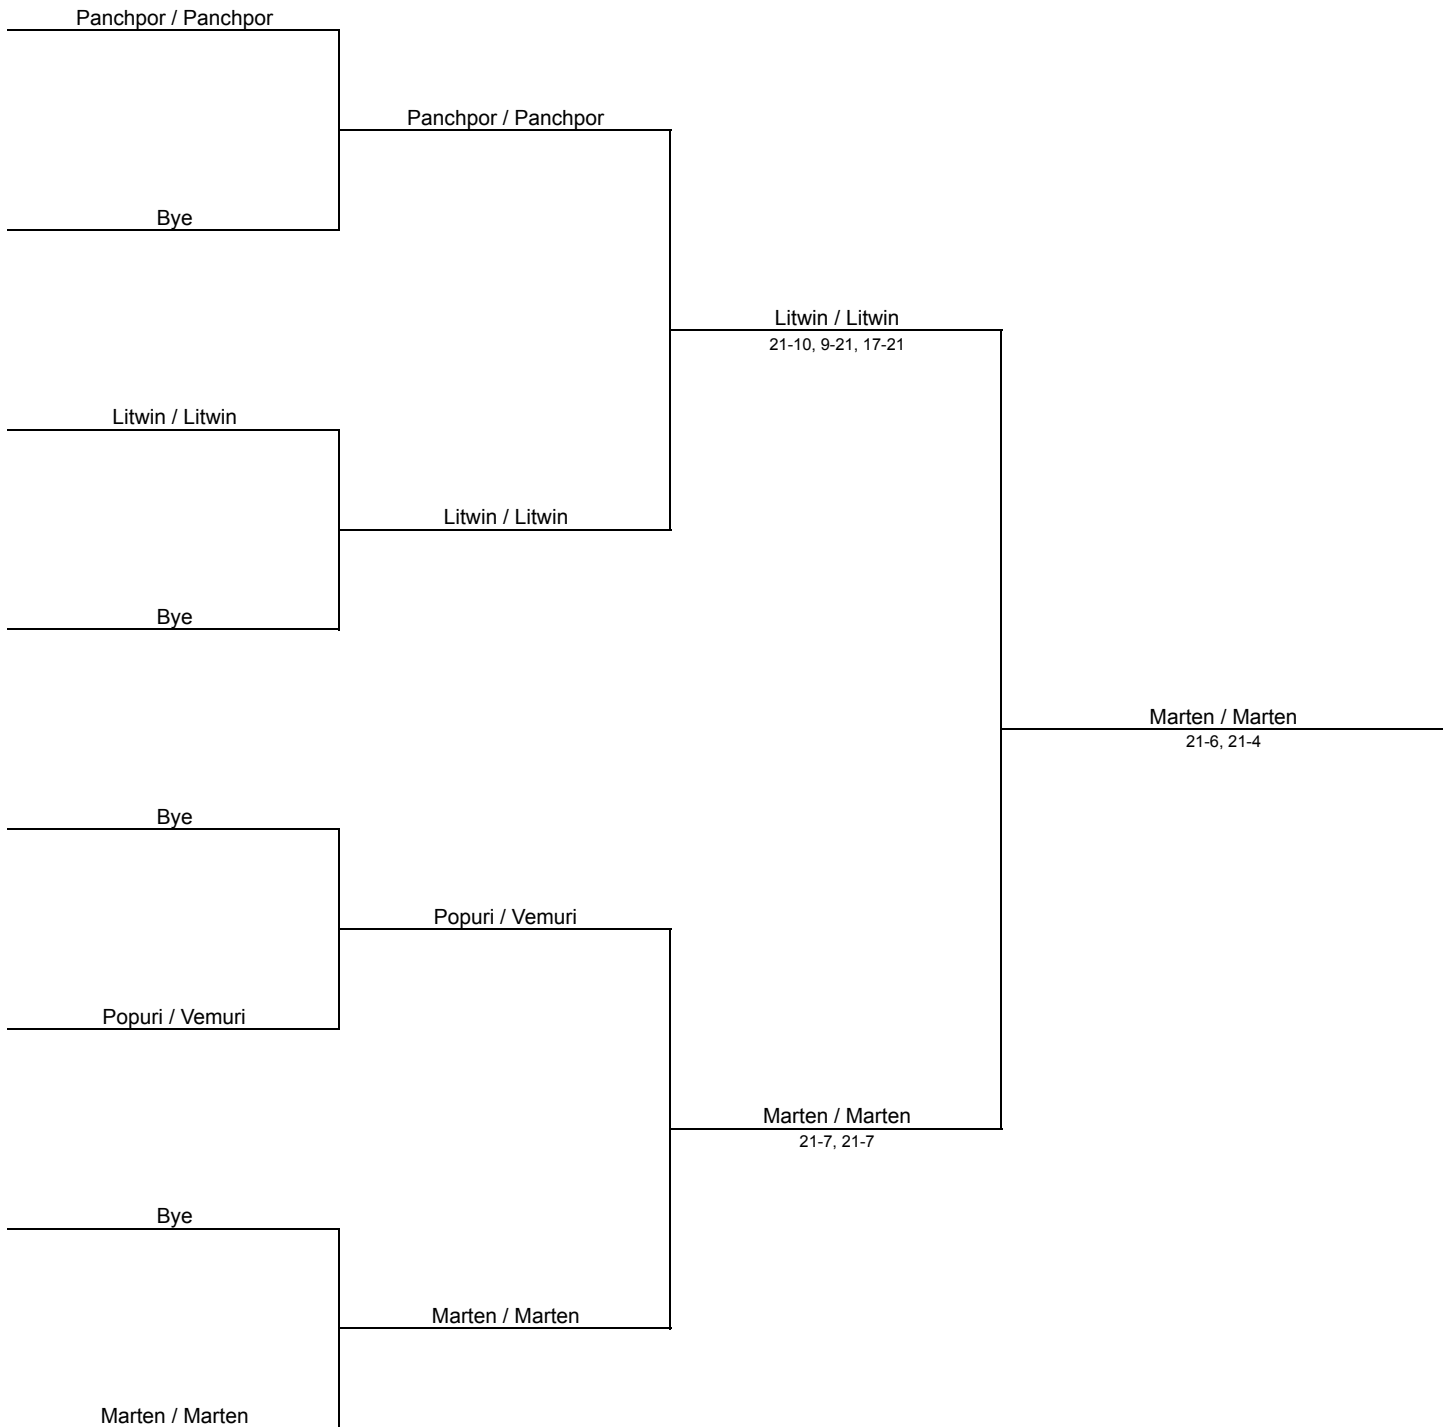 Panchpor / Panchpor
Panchpor / Panchpor
Bye
Litwin / Litwin
21-10, 9-21, 17-21
Litwin / Litwin
Litwin / Litwin
Bye
Marten / Marten
21-6, 21-4
Bye
Popuri / Vemuri
Popuri / Vemuri
Marten / Marten
21-7, 21-7
Bye
Marten / Marten
Marten / Marten